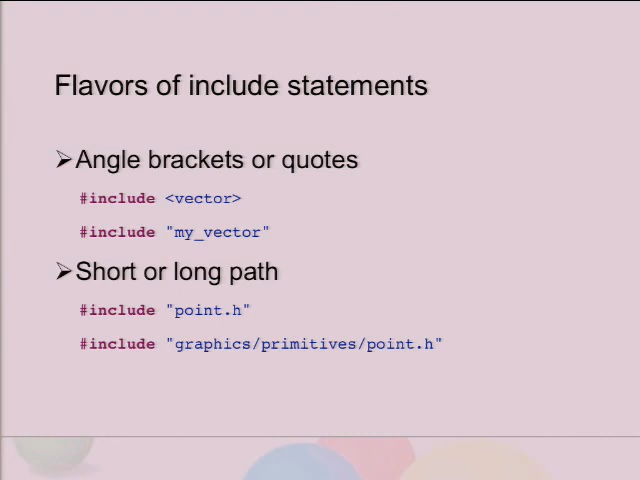 Flavors of include statements
➢Angle brackets or quotes
#include <vector>
#include "my_vector"
➢Short or long path
#include "point.h"
#include "graphics/primitives/point.h"